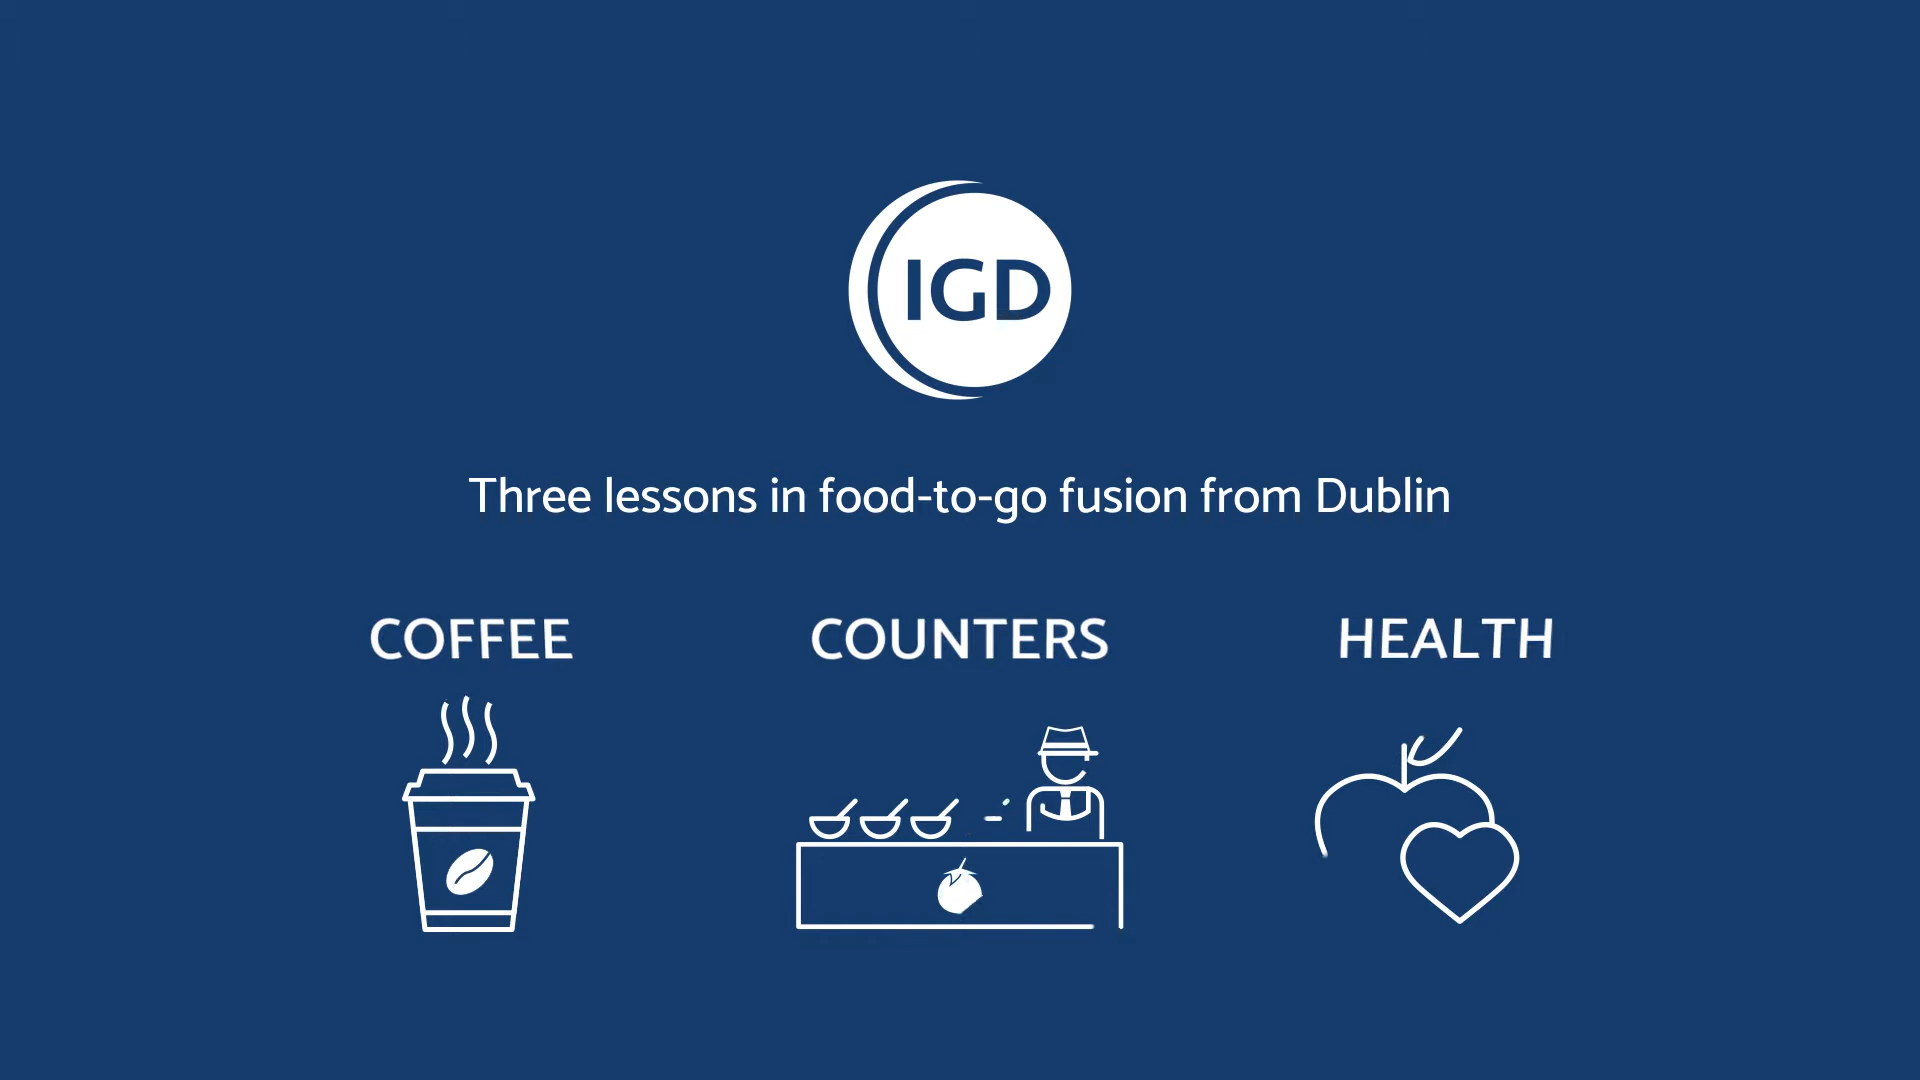 IGD
Three lessons in food-to-go fusion from Dublin
COFFEE COUNTERS HEALTH